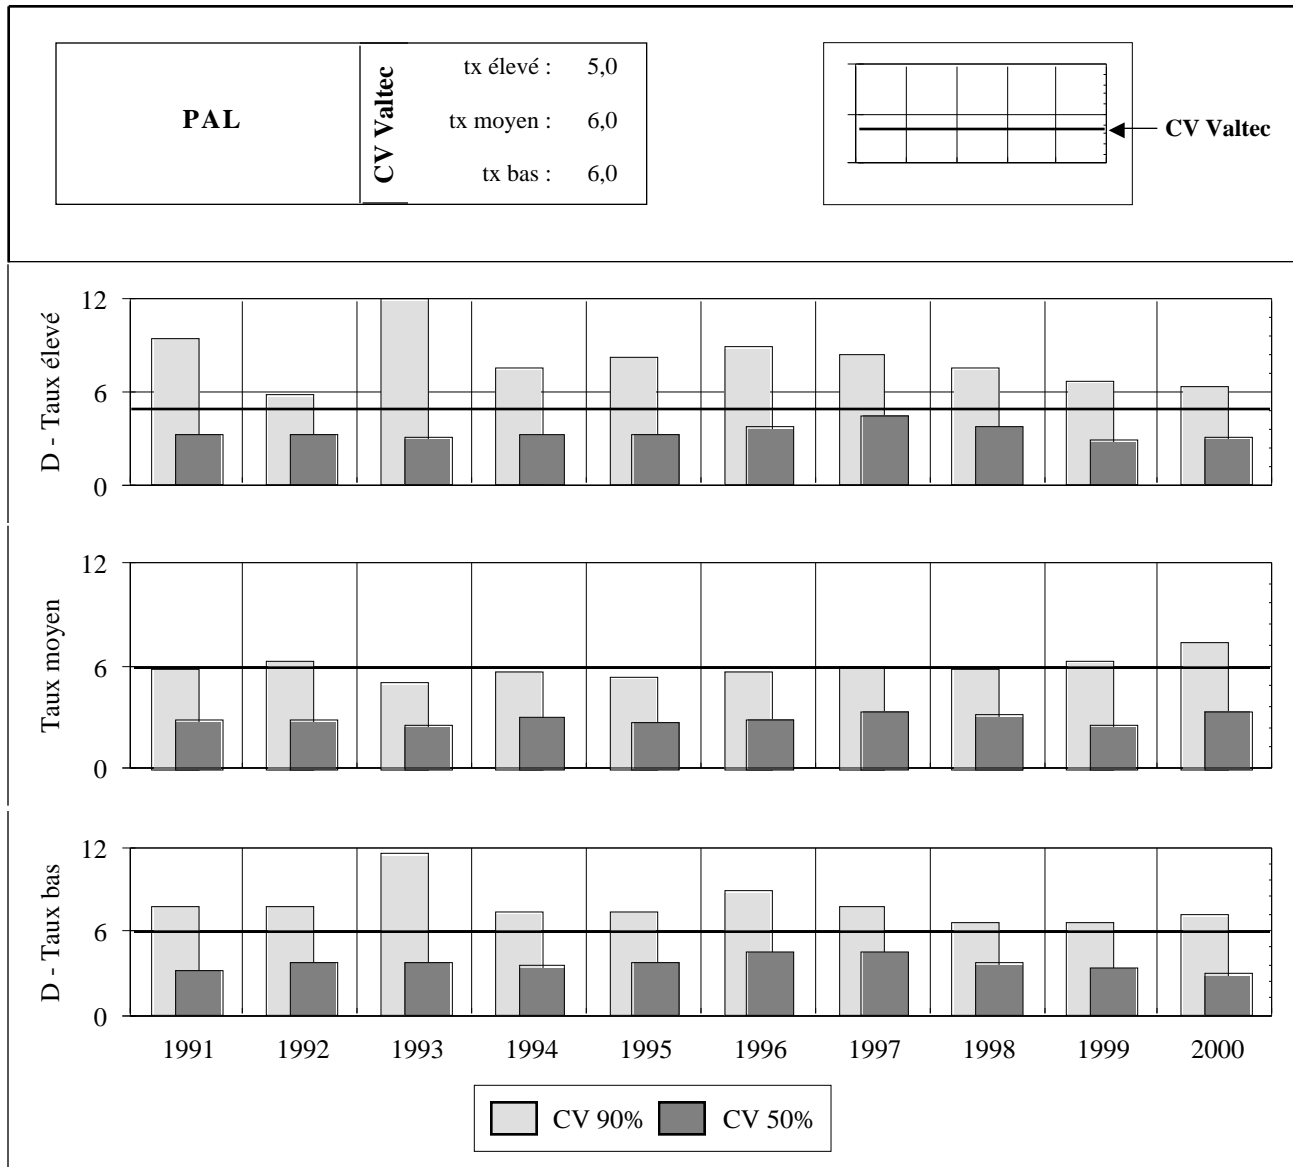 PAL
CV Valtec
tx élevé : 5,0
tx moyen : 6,0
tx bas : 6,0
CV Valtec
D - Taux élevé
12
6
0
Taux moyen
12
6
0
D - Taux bas
12
6
0
1991 1992 1993 1994 1995 1996 1997 1998 1999 2000
CV 90% CV 50%